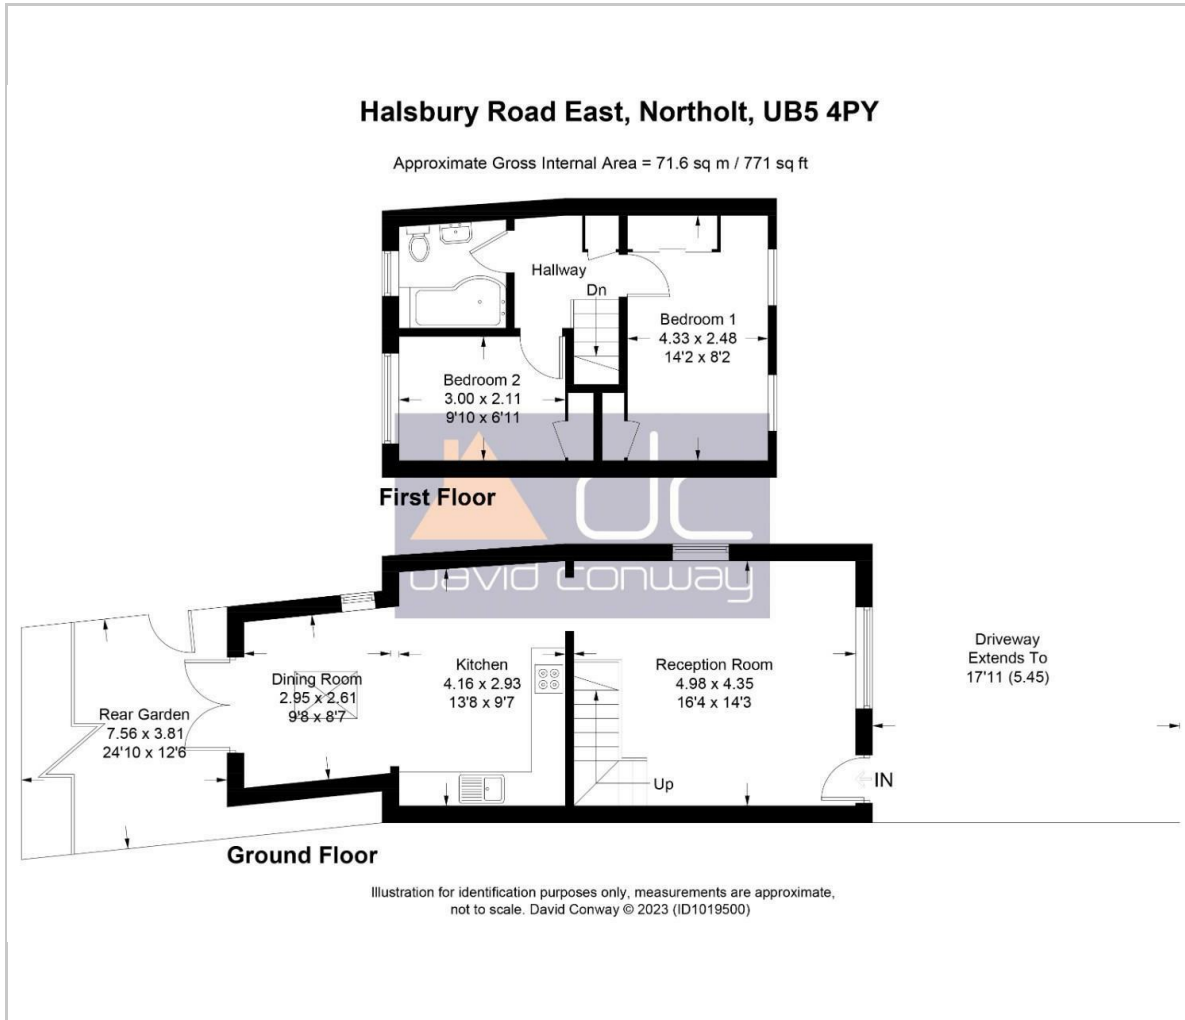 Halsbury Road East, Northolt, UB5 4PY
Approximate Gross Internal Area = 71.6 sq m / 771 sq ft
Hallway
Dn
Bedroom 1
4.33 x 2.48
14'2 x 8'2
Bedroom 2
3.00 x 2.11
9'10 x 6'11
dc
First Floor
david conway
Driveway
Extends To
17'11 (5.45)
Kitchen
4.16 x 2.93
13'8 x 9'7
Reception Room
4.98 x 4.35
16'4 x 14'3
Dining Room
2.95 x 2.61
9'8 x 8'7
Rear Garden
7.56 x 3.81
24'10 x 12'6
Up
IN
Ground Floor
Illustration for identification purposes only, measurements are approximate,
not to scale. David Conway © 2023 (ID1019500)